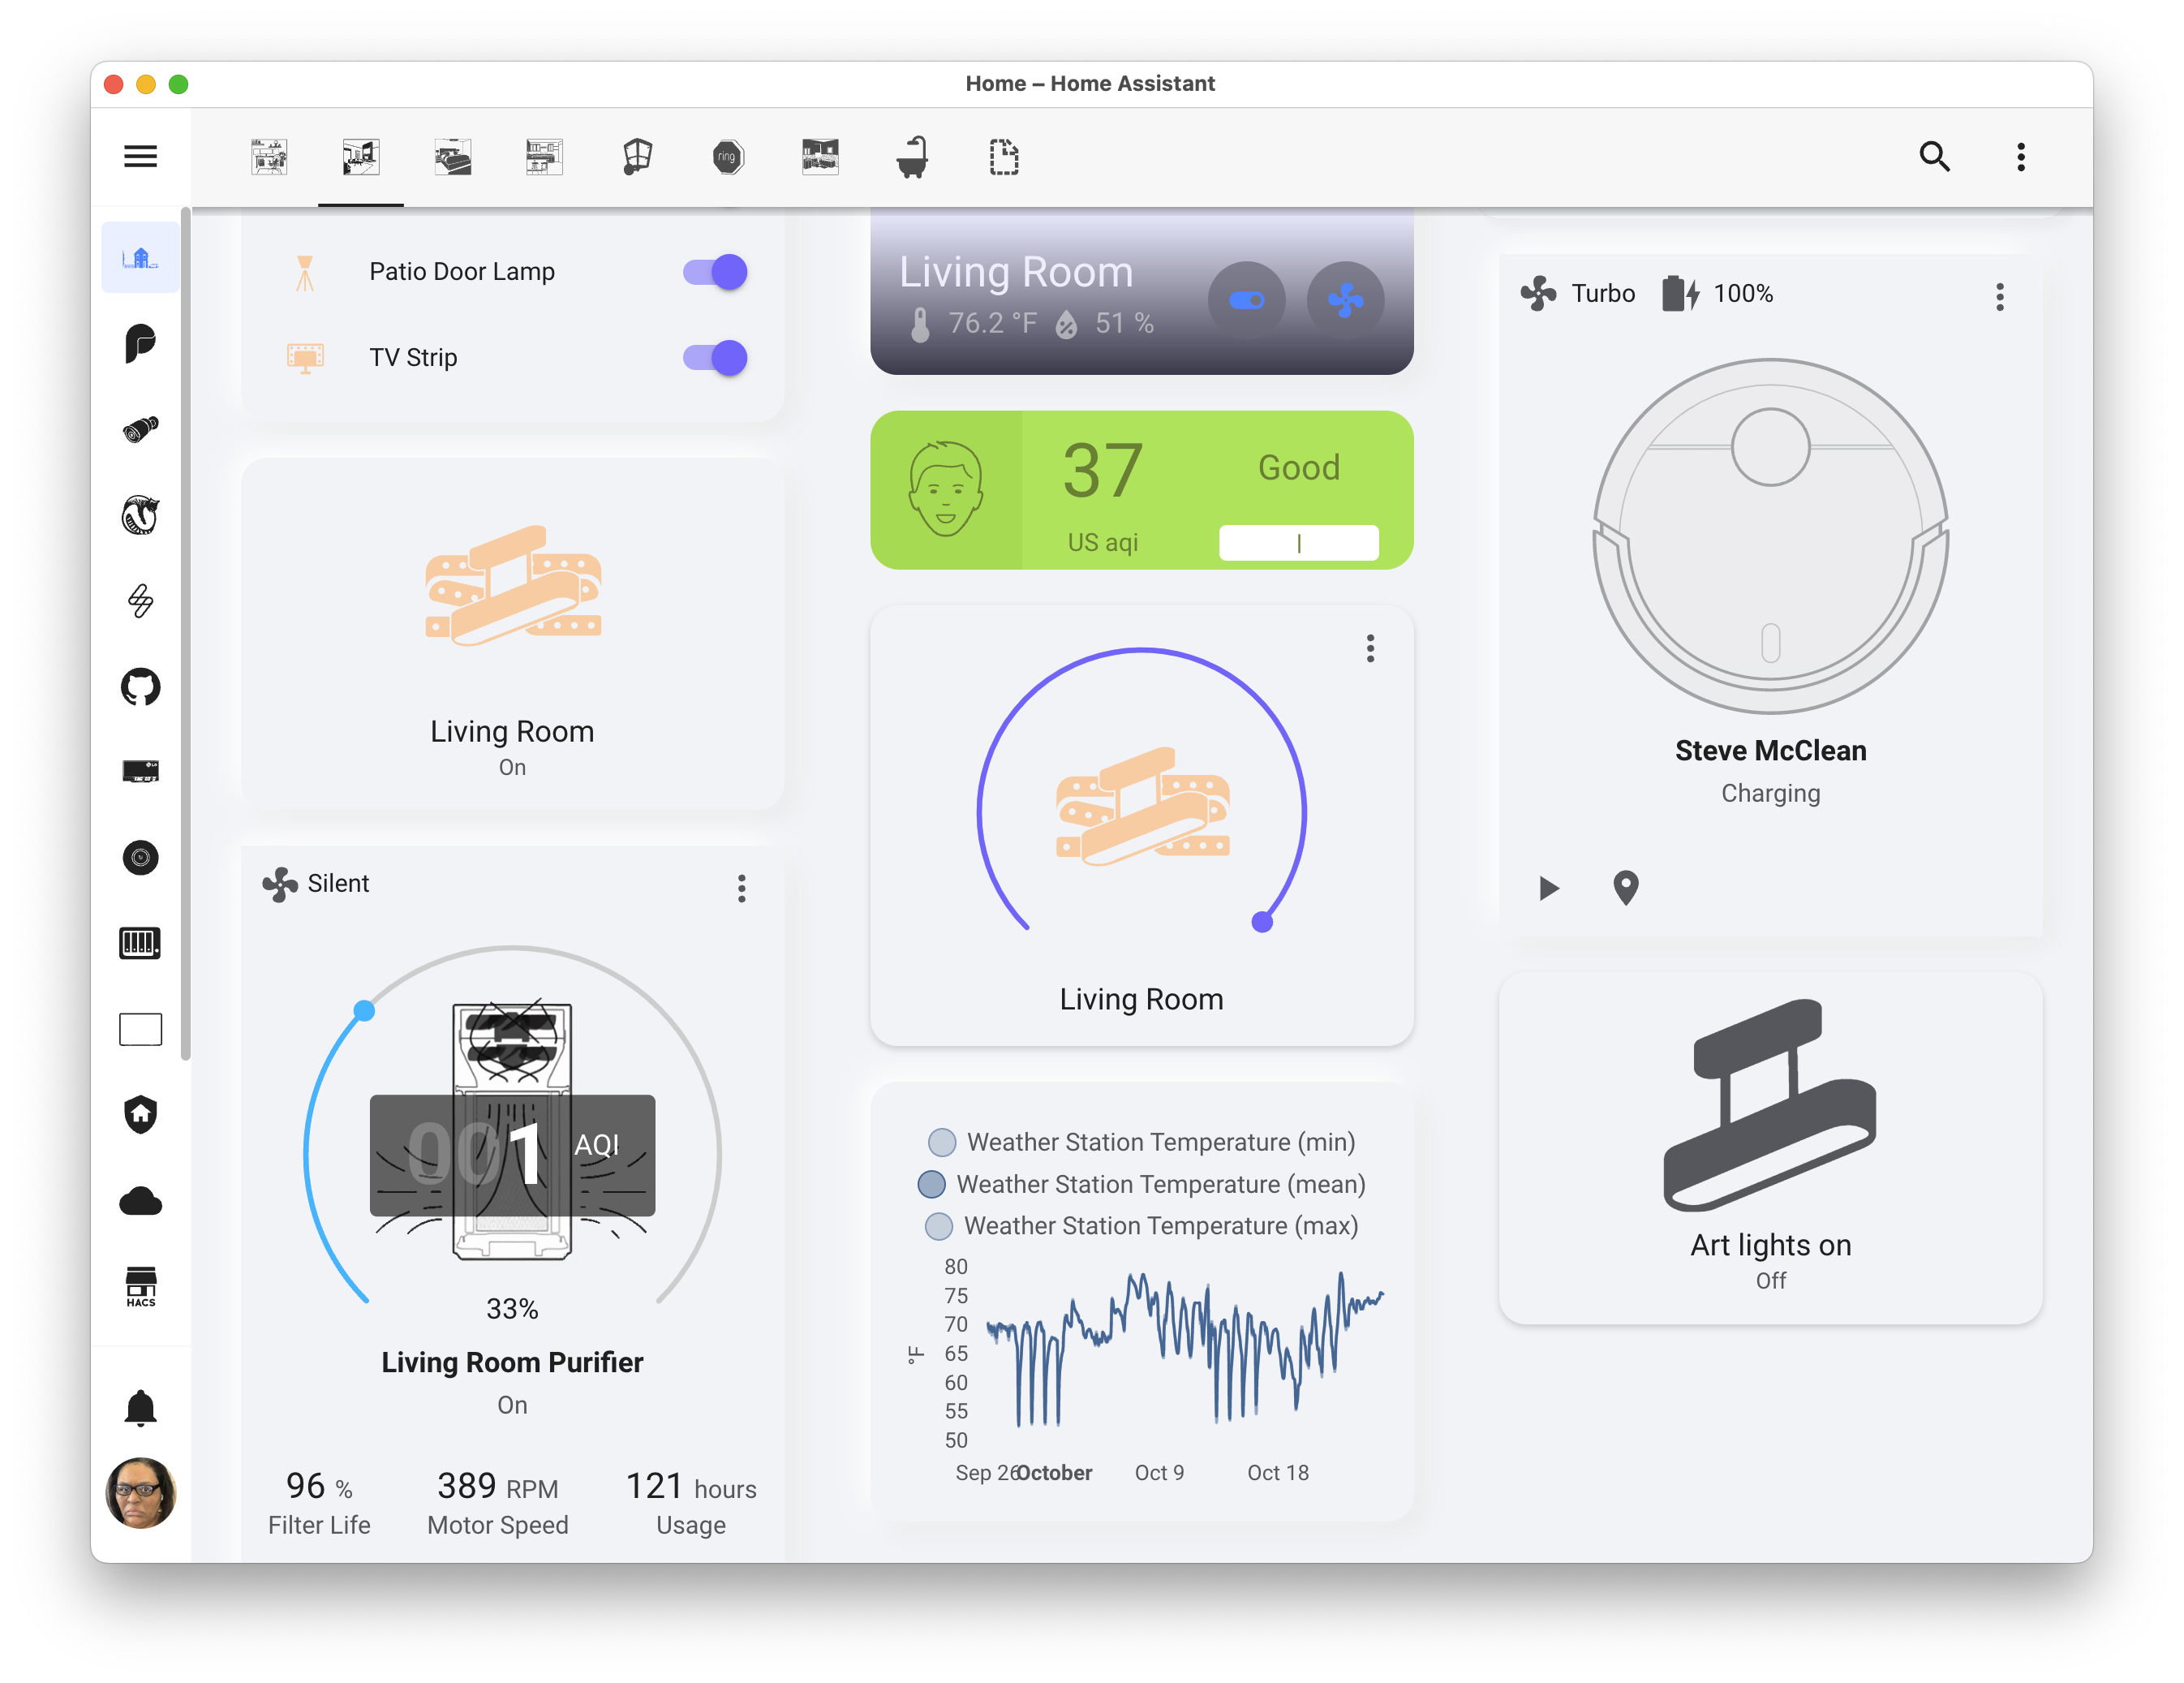 Home – Home Assistant
ring
Patio Door Lamp
TV Strip
Living Room
On
Silent
001 AQI
33%
Living Room Purifier
On
96 %
Filter Life
389 RPM
Motor Speed
121 hours
Usage
Living Room
76.2 °F 51 %
37
US aqi
Good
Living Room
Weather Station Temperature (min)
Weather Station Temperature (mean)
Weather Station Temperature (max)
80
75
70
65
60
55
50
°F
Sep 26 October Oct 9 Oct 18
Turbo 100%
Steve McClean
Charging
Art lights on
Off
HACS